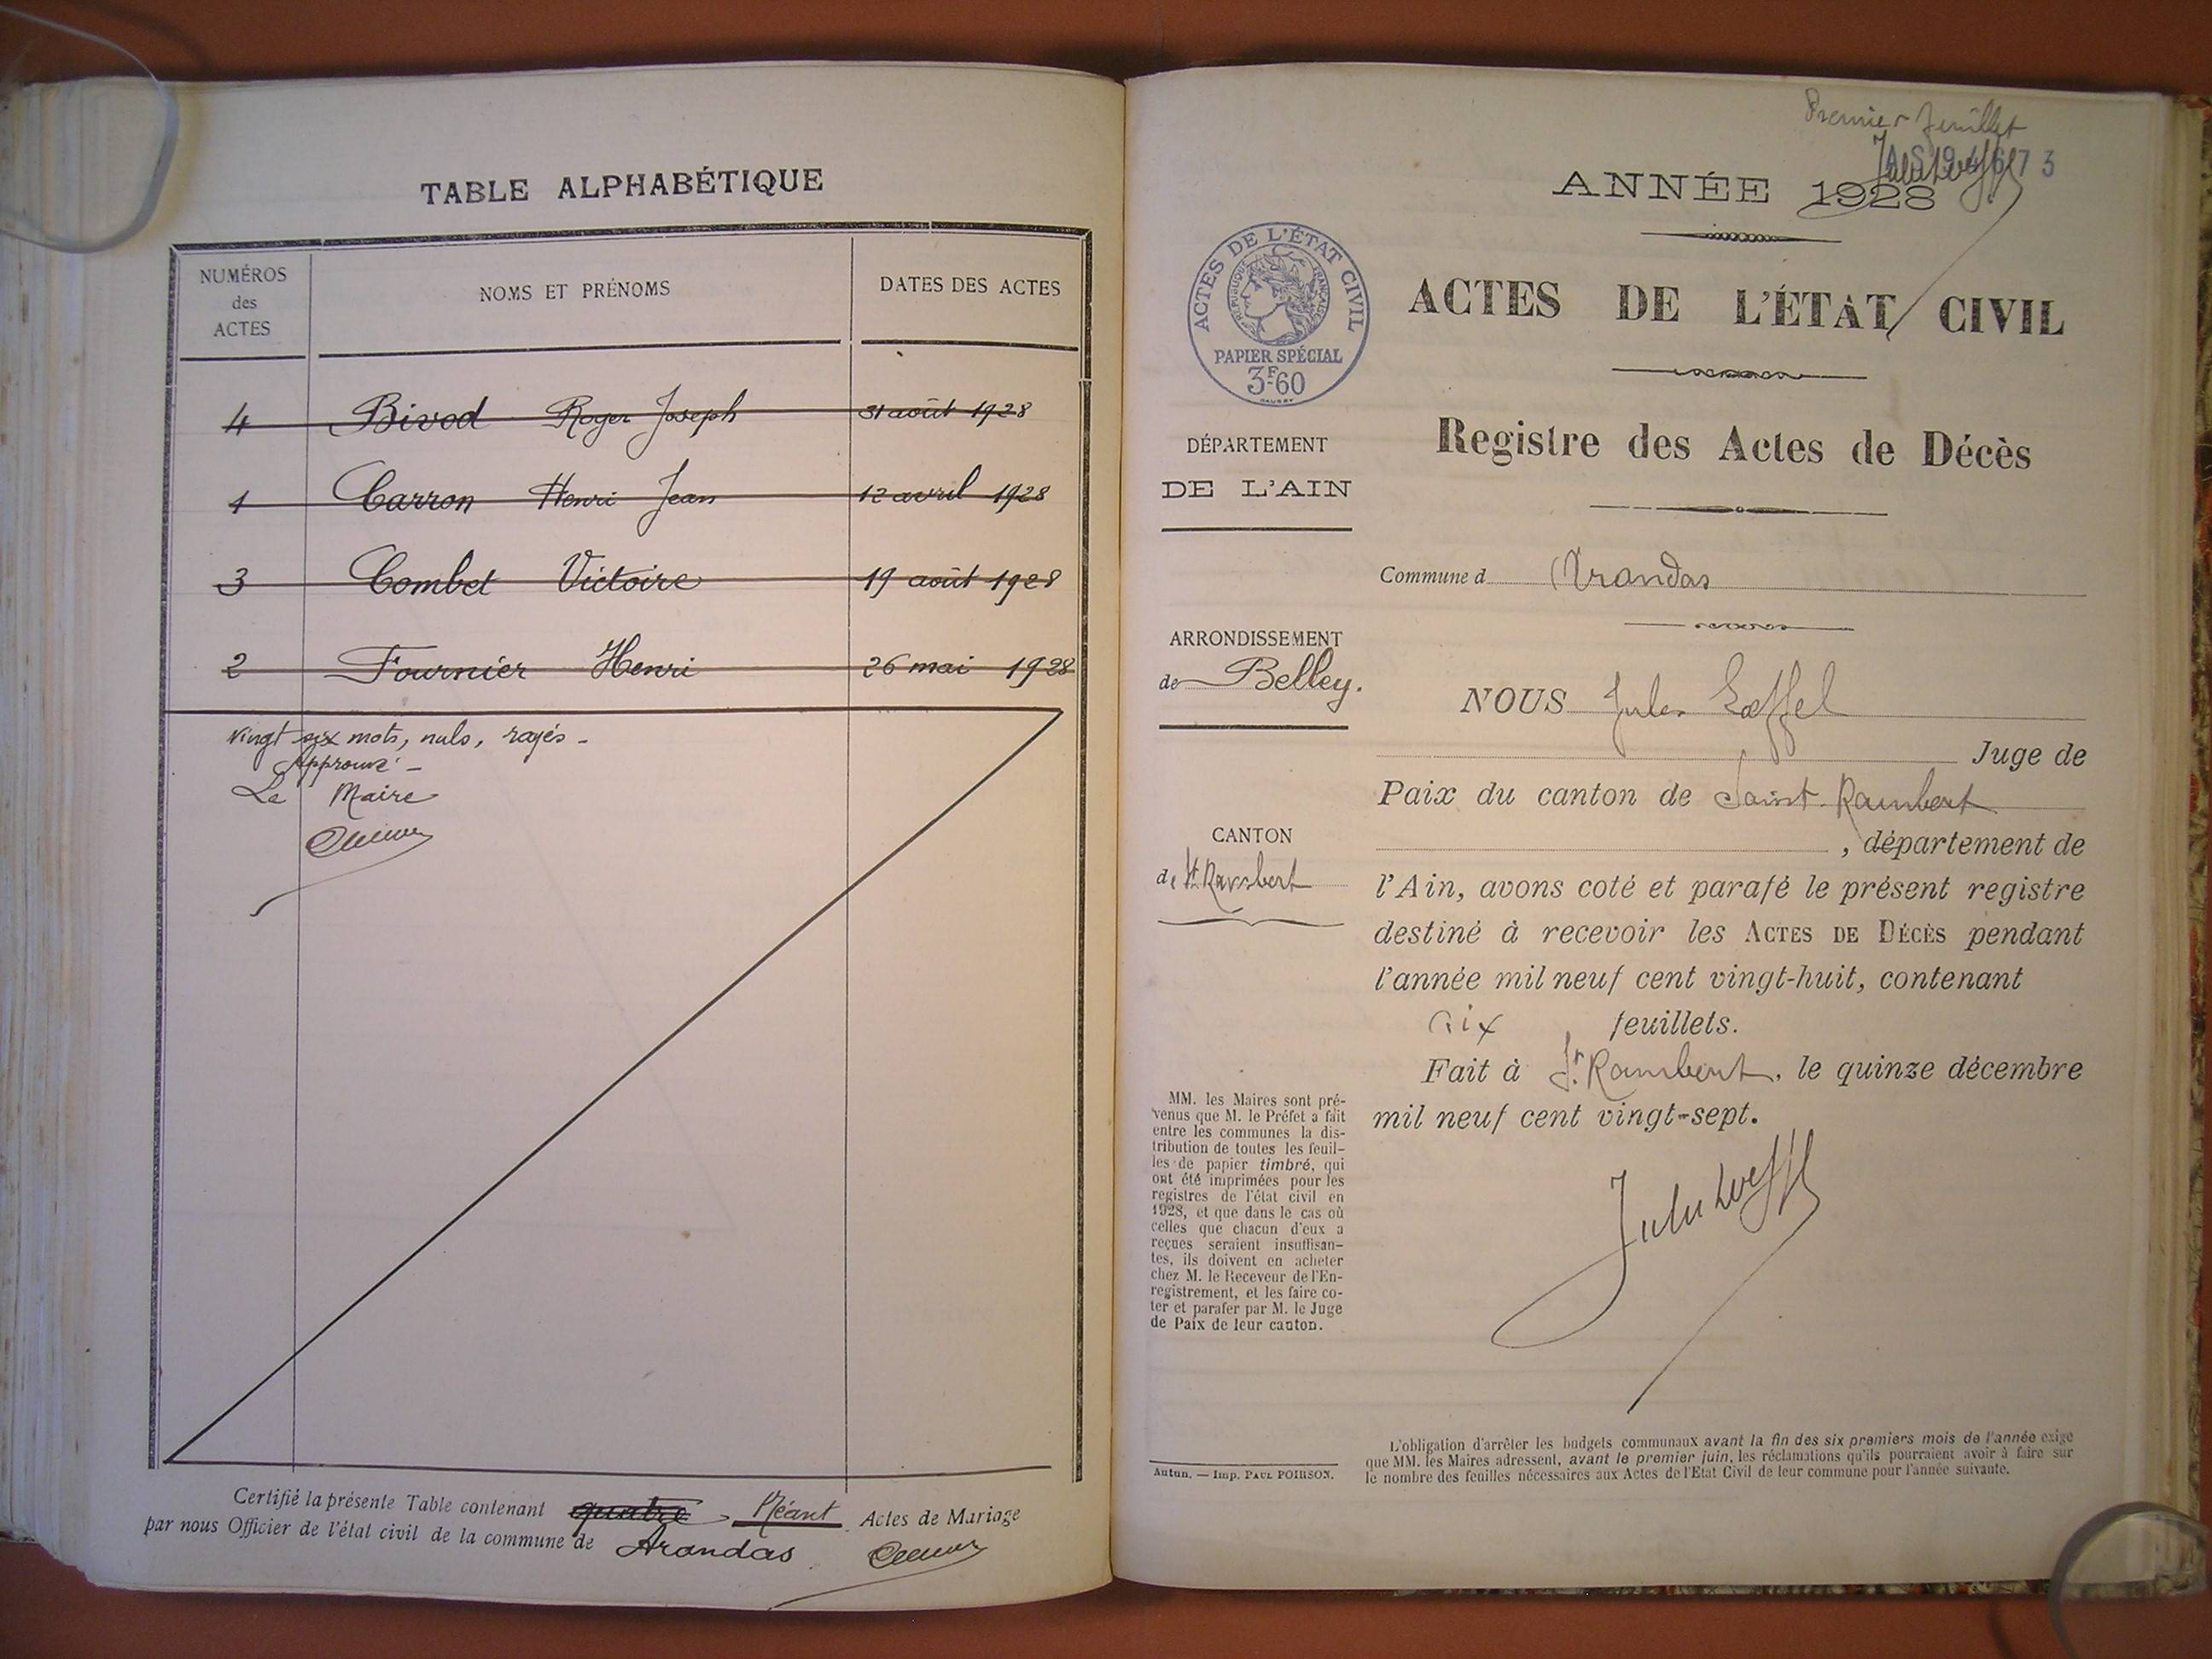 TABLE ALPHABÉTIQUE
NUMÉROS
des
ACTES
NOMS ET PRÉNOMS
DATES DES ACTES
4 Bivod Roger Joseph 31 août 1928
1 Carron Henri Jean 12 avril 1928
3 Combet Victoire 19 août 1928
2 Fournier Henri 26 mai 1928
vingt six mots, nuls, rayés -
Approuvé -
Le Maire
Certifié la présente Table contenant quatre Néant Actes de Mariage
par nous Officier de l'état civil de la commune de Arandas
Premier feuillet
ANNÉE 1928
ACTES DE L'ÉTAT CIVIL
RÉPUBLIQUE FRANÇAISE
PAPIER SPÉCIAL
3F-60
ACTES DE L'ÉTAT CIVIL
Registre des Actes de Décès
DÉPARTEMENT
DE L'AIN
Commune d Arandas
ARRONDISSEMENT
de Belley.
CANTON
de St Rambert
NOUS Jules Lœffel
Juge de
Paix du canton de Saint-Rambert
, département de
l'Ain, avons coté et parafé le présent registre
destiné à recevoir les ACTES DE DÉCÈS pendant
l'année mil neuf cent vingt-huit, contenant
six feuillets.
Fait à St. Rambert, le quinze décembre
mil neuf cent vingt-sept.
MM. les Maires sont pré-
venus que M. le Préfet a fait
entre les communes la dis-
tribution de toutes les feuil-
les de papier timbré, qui
ont été imprimées pour les
registres de l'état civil en
1928, et que dans le cas où
celles que chacun d'eux a
reçues seraient insuffisan-
tes, ils doivent en acheter
chez M. le Receveur de l'En-
registrement, et les faire co-
ter et parafer par M. le Juge
de Paix de leur canton.
Autun. — Imp. PAUL POIRSON.
L'obligation d'arrêter les budgets communaux avant la fin des six premiers mois de l'année exige
que MM. les Maires adressent, avant le premier juin, les réclamations qu'ils pourraient avoir à faire sur
le nombre des feuilles nécessaires aux Actes de l'Etat Civil de leur commune pour l'année suivante.